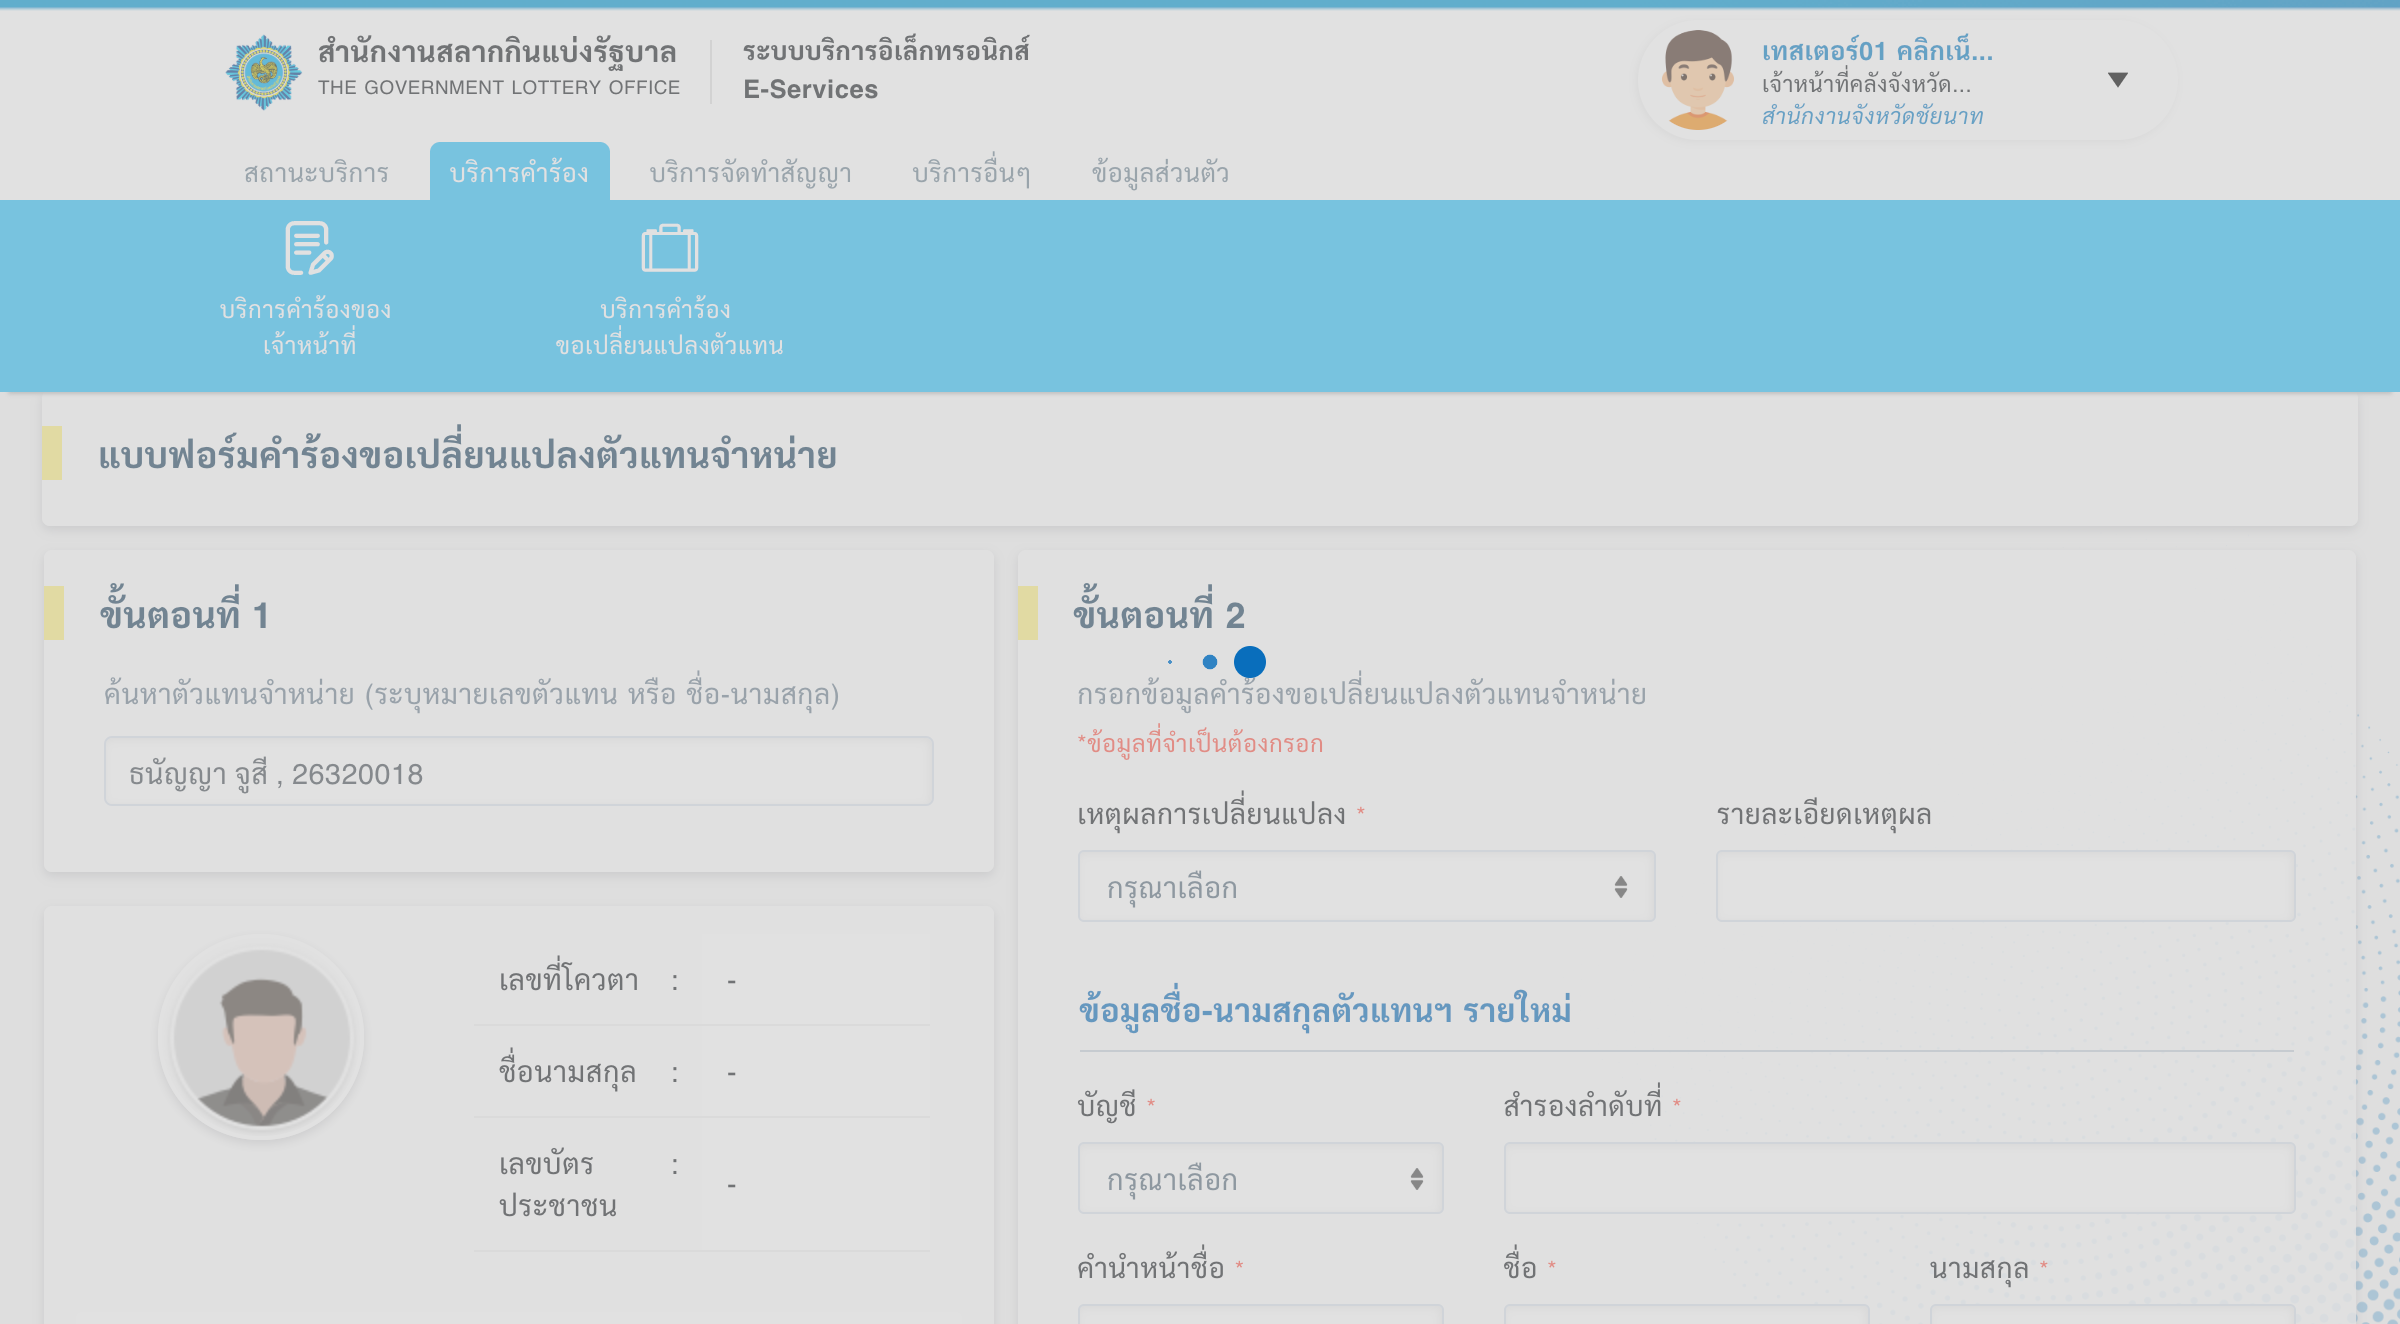 สำนักงานสลากกินแบ่งรัฐบาล
THE GOVERNMENT LOTTERY OFFICE
ระบบบริการอิเล็กทรอนิกส์
E-Services
เทสเตอร์01 คลิกเน็...
เจ้าหน้าที่คลังจังหวัด...
สำนักงานจังหวัดชัยนาท
สถานะบริการ
บริการคำร้อง
บริการจัดทำสัญญา
บริการอื่นๆ
ข้อมูลส่วนตัว
บริการคำร้องของ
เจ้าหน้าที่
บริการคำร้อง
ขอเปลี่ยนแปลงตัวแทน
แบบฟอร์มคำร้องขอเปลี่ยนแปลงตัวแทนจำหน่าย
ขั้นตอนที่ 1
ค้นหาตัวแทนจำหน่าย (ระบุหมายเลขตัวแทน หรือ ชื่อ-นามสกุล)
ธนัญญา จูสี , 26320018
เลขที่โควตา : -
ชื่อนามสกุล : -
เลขบัตร : -
ประชาชน
ขั้นตอนที่ 2
กรอกข้อมูลคำร้องขอเปลี่ยนแปลงตัวแทนจำหน่าย
*ข้อมูลที่จำเป็นต้องกรอก
เหตุผลการเปลี่ยนแปลง *
กรุณาเลือก
รายละเอียดเหตุผล
ข้อมูลชื่อ-นามสกุลตัวแทนฯ รายใหม่
บัญชี *
กรุณาเลือก
สำรองลำดับที่ *
คำนำหน้าชื่อ *
ชื่อ *
นามสกุล *